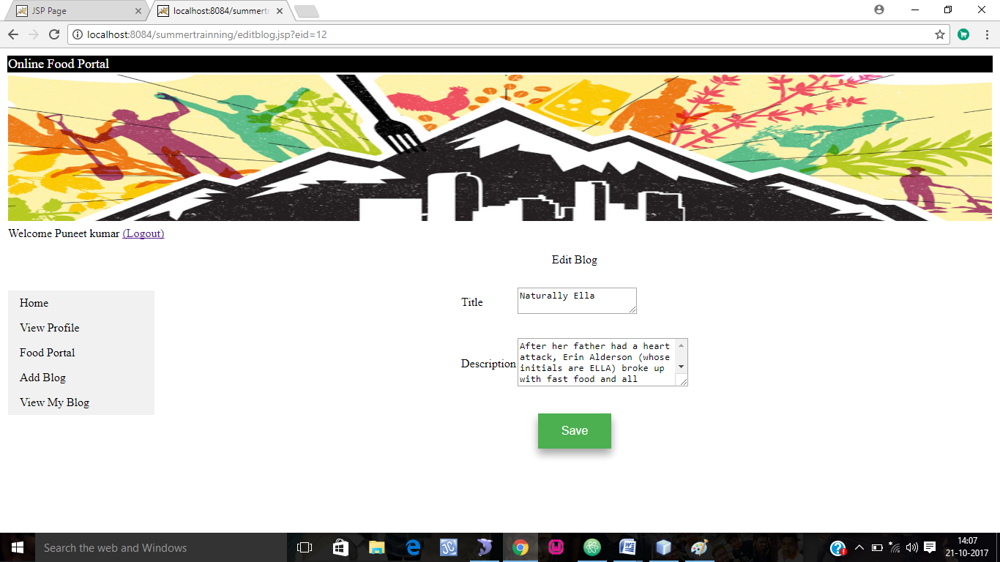 JSP Page
localhost:8084/summertr
localhost:8084/summertrainning/editblog.jsp?eid=12
Online Food Portal
Welcome Puneet kumar (Logout)
Edit Blog
Home
View Profile
Food Portal
Add Blog
View My Blog
Title
Naturally Ella
Description
After her father had a heart
attack, Erin Alderson (whose
initials are ELLA) broke up
with fast food and all
Save
Search the web and Windows
14:07
21-10-2017